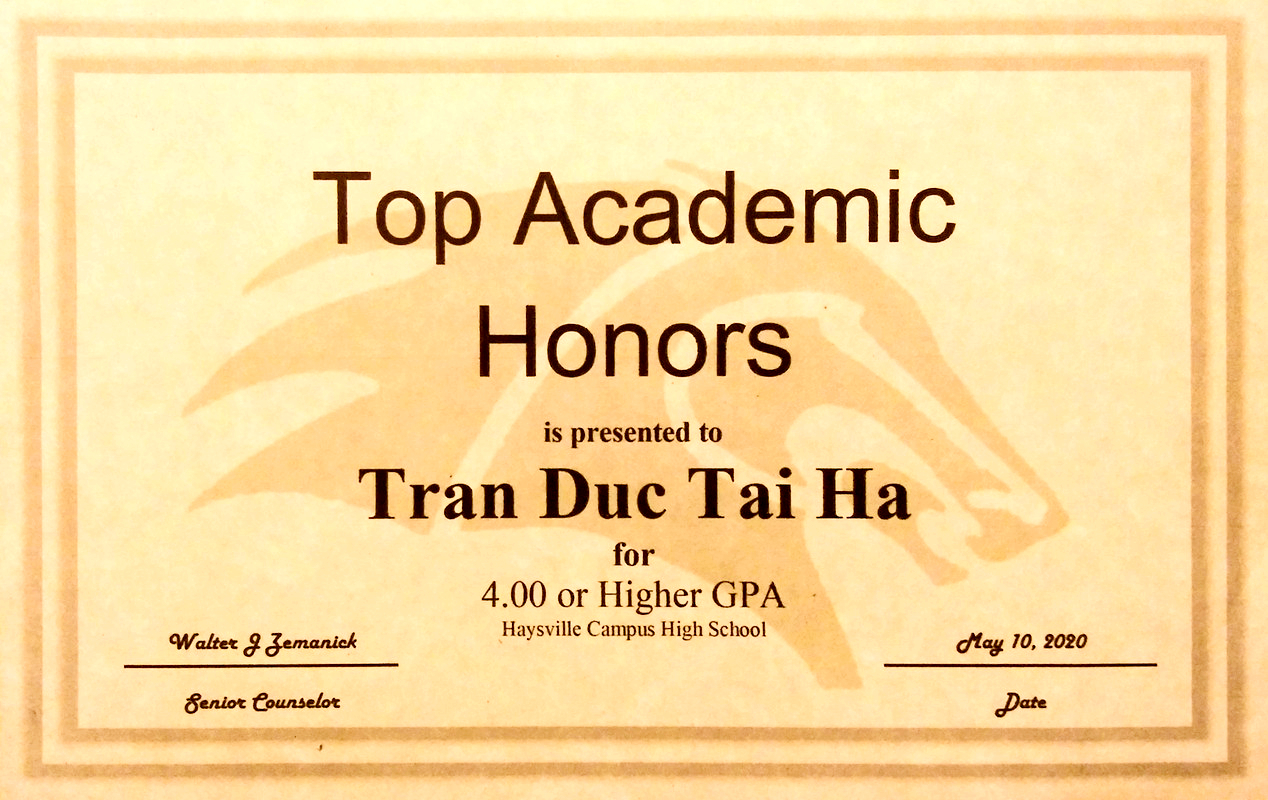 Top Academic
Honors
is presented to
Tran Duc Tai Ha
for
4.00 or Higher GPA
Haysville Campus High School
Walter J Zemanick
May 10, 2020
Senior Counselor
Date